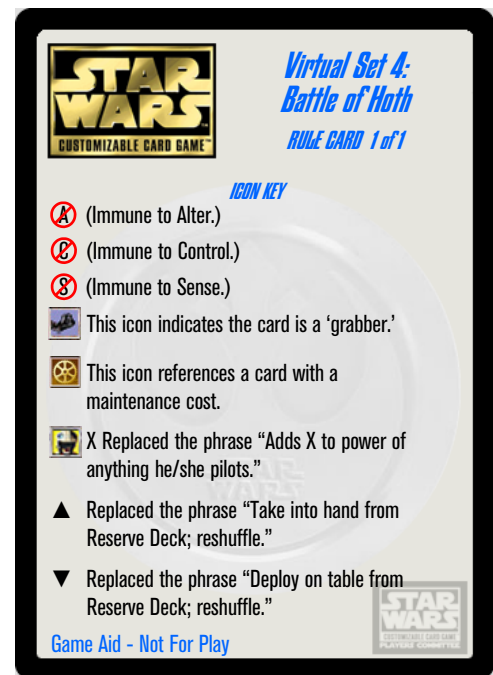 STAR
WARS
CUSTOMIZABLE CARD GAME™
Virtual Set 4:
Battle of Hoth
RULE CARD 1 of 1
ICON KEY
A (Immune to Alter.)
C (Immune to Control.)
S (Immune to Sense.)
This icon indicates the card is a ‘grabber.’
This icon references a card with a
maintenance cost.
X Replaced the phrase “Adds X to power of
anything he/she pilots.”
STAR
WARS
▲ Replaced the phrase “Take into hand from
Reserve Deck; reshuffle.”
▼ Replaced the phrase “Deploy on table from
Reserve Deck; reshuffle.”
STAR
WARS
CUSTOMIZABLE CARD GAME
PLAYERS COMMITTEE
Game Aid - Not For Play